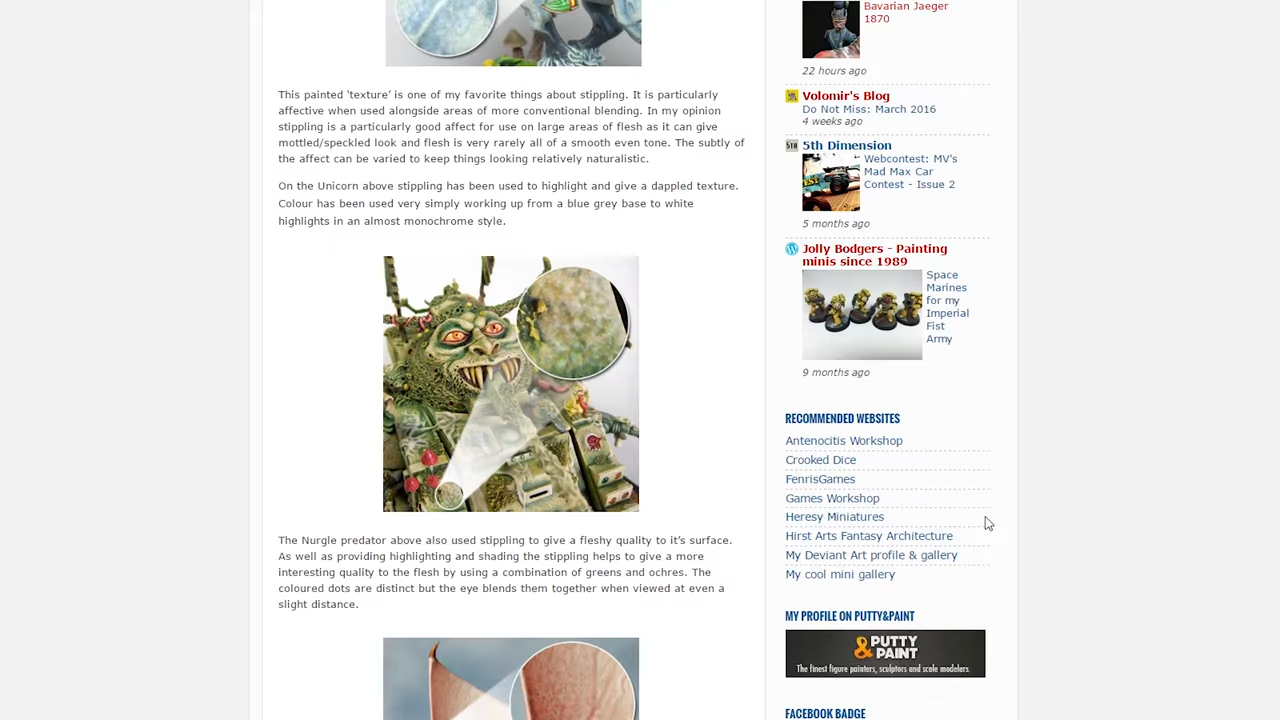 This painted 'texture' is one of my favorite things about stippling. It is particularly
affective when used alongside areas of more conventional blending. In my opinion
stippling is a particularly good affect for use on large areas of flesh as it can give
mottled/speckled look and flesh is very rarely all of a smooth even tone. The subtly of
the affect can be varied to keep things looking relatively naturalistic.
On the Unicorn above stippling has been used to highlight and give a dappled texture.
Colour has been used very simply working up from a blue grey base to white
highlights in an almost monochrome style.
The Nurgle predator above also used stippling to give a fleshy quality to it's surface.
As well as providing highlighting and shading the stippling helps to give a more
interesting quality to the flesh by using a combination of greens and ochres. The
coloured dots are distinct but the eye blends them together when viewed at even a
slight distance.
Bavarian Jaeger
1870
22 hours ago
Volomir's Blog
Do Not Miss: March 2016
4 weeks ago
5TH
5th Dimension
Webcontest: MV's
Mad Max Car
Contest - Issue 2
5 months ago
Jolly Bodgers - Painting
minis since 1989
Space
Marines
for my
Imperial
Fist
Army
9 months ago
RECOMMENDED WEBSITES
Antenocitis Workshop
Crooked Dice
FenrisGames
Games Workshop
Heresy Miniatures
Hirst Arts Fantasy Architecture
My Deviant Art profile & gallery
My cool mini gallery
MY PROFILE ON PUTTY&PAINT
PUTTY
& PAINT
The finest figure painters, sculptors and scale modelers.
FACEBOOK BADGE